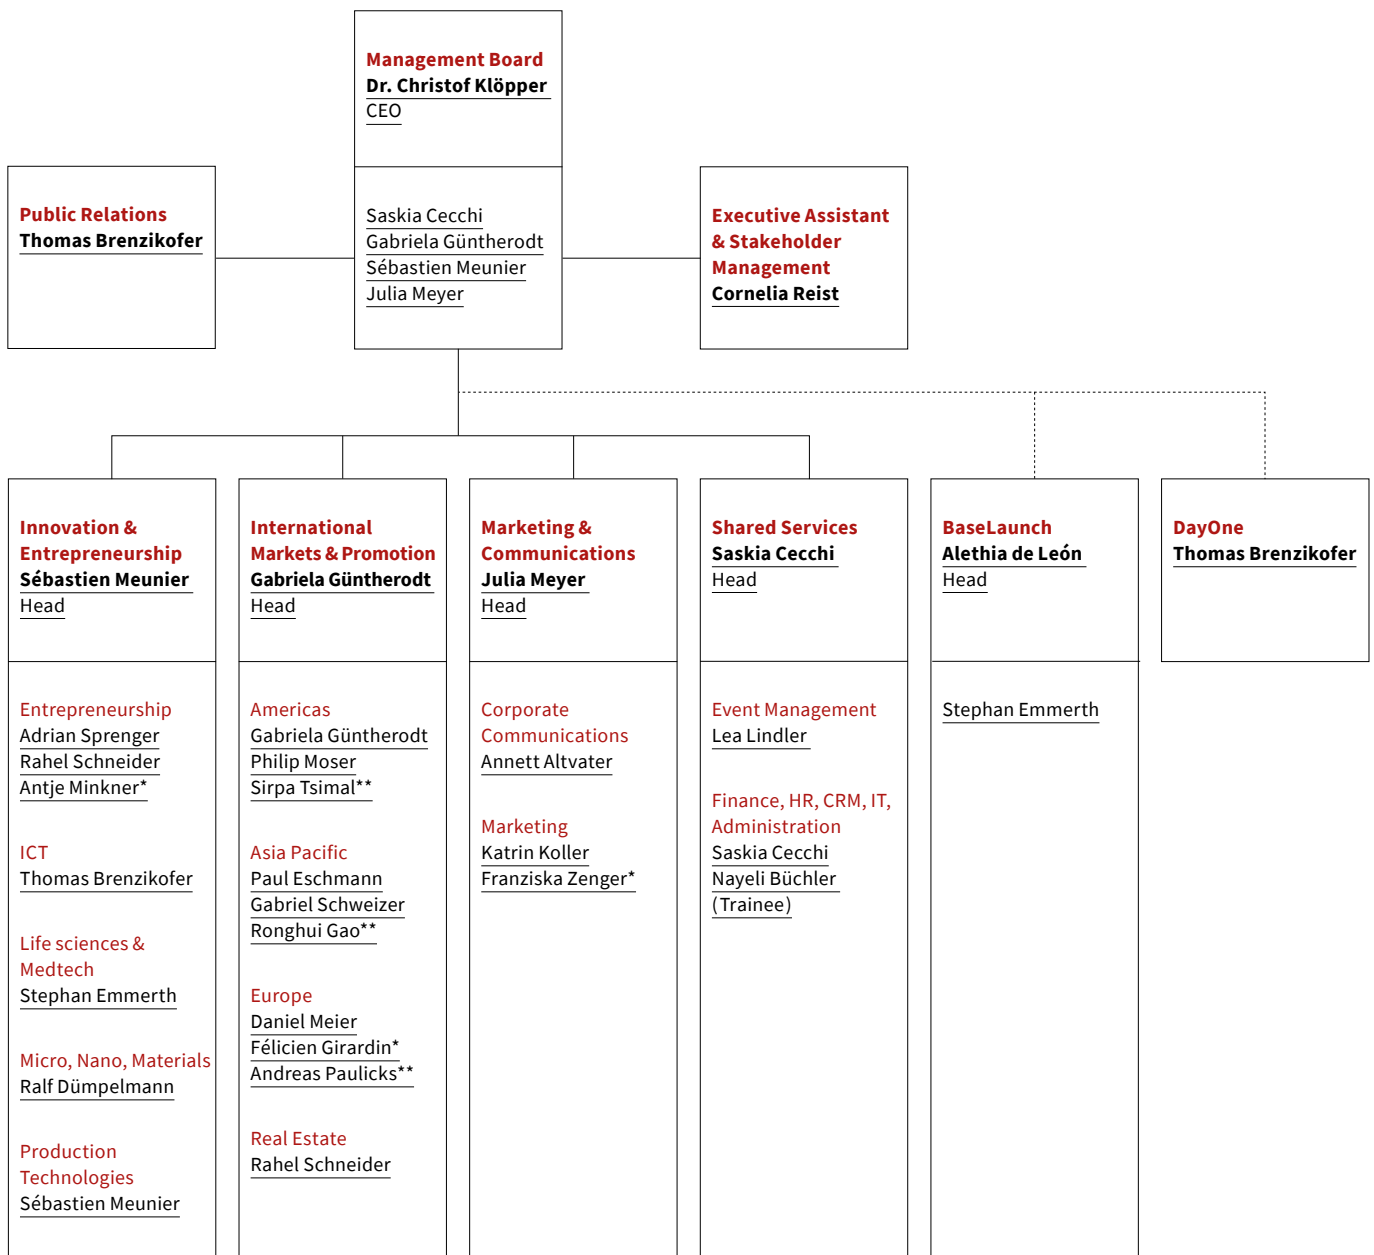 Management Board
Dr. Christof Klöpper
CEO
Saskia Cecchi
Gabriela Güntherodt
Sébastien Meunier
Julia Meyer
Public Relations
Thomas Brenzikofer
Executive Assistant
& Stakeholder
Management
Cornelia Reist
Innovation &
Entrepreneurship
Sébastien Meunier
Head
Entrepreneurship
Adrian Sprenger
Rahel Schneider
Antje Minkner*
ICT
Thomas Brenzikofer
Life sciences &
Medtech
Stephan Emmerth
Micro, Nano, Materials
Ralf Dümpelmann
Production
Technologies
Sébastien Meunier
International
Markets & Promotion
Gabriela Güntherodt
Head
Americas
Gabriela Güntherodt
Philip Moser
Sirpa Tsimal**
Asia Pacific
Paul Eschmann
Gabriel Schweizer
Ronghui Gao**
Europe
Daniel Meier
Félicien Girardin*
Andreas Paulicks**
Real Estate
Rahel Schneider
Marketing &
Communications
Julia Meyer
Head
Corporate
Communications
Annett Altvater
Marketing
Katrin Koller
Franziska Zenger*
Shared Services
Saskia Cecchi
Head
Event Management
Lea Lindler
Finance, HR, CRM, IT,
Administration
Saskia Cecchi
Nayeli Büchler
(Trainee)
BaseLaunch
Alethia de León
Head
Stephan Emmerth
DayOne
Thomas Brenzikofer